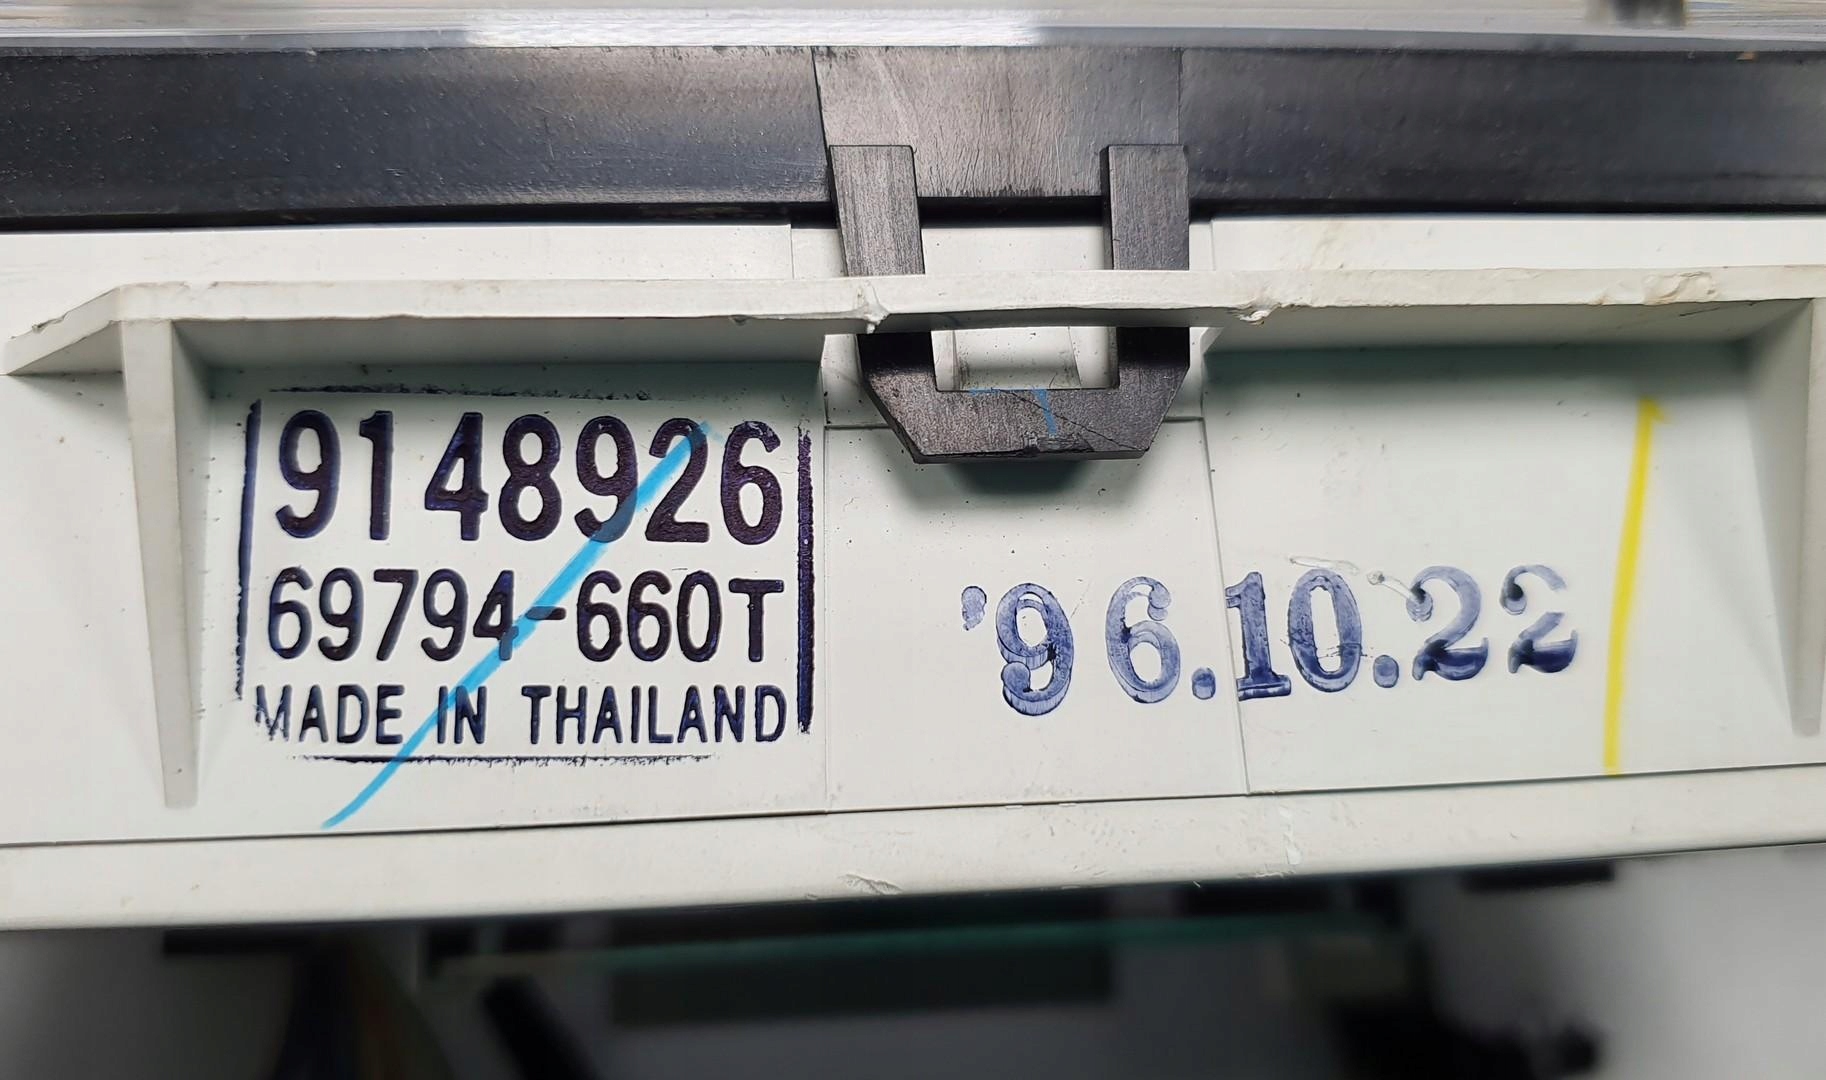 9148926
69794-660T
MADE IN THAILAND
'96.10.22